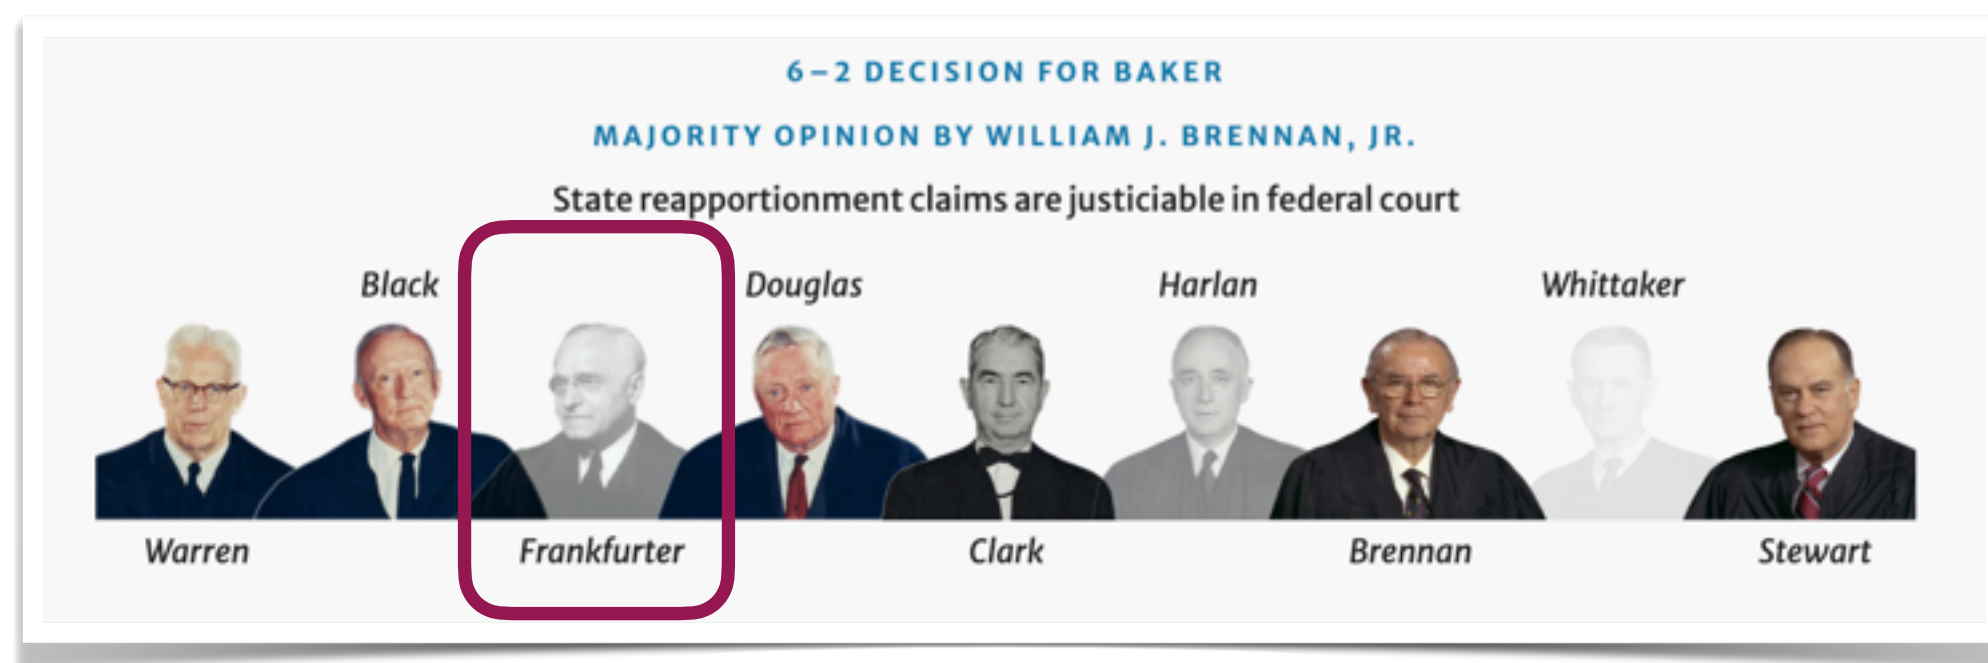 6–2 DECISION FOR BAKER
MAJORITY OPINION BY WILLIAM J. BRENNAN, JR.
State reapportionment claims are justiciable in federal court
Black Douglas Harlan Whittaker
Warren Frankfurter Clark Brennan Stewart